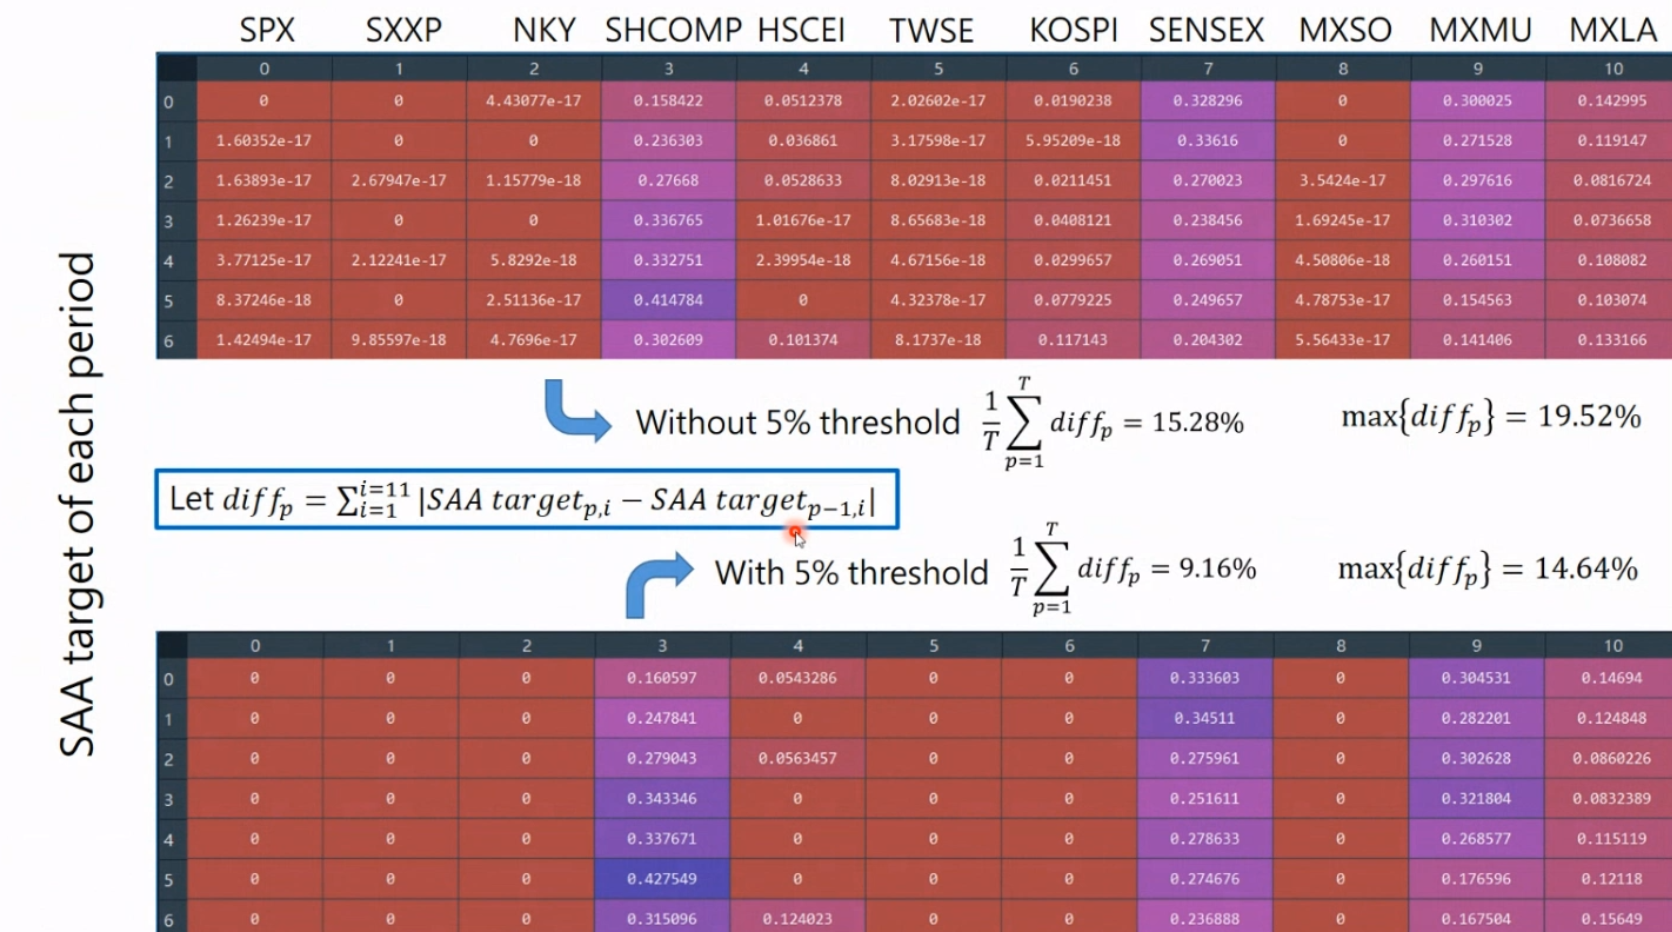 SPX SXXP NKY SHCOMP HSCEI TWSE KOSPI SENSEX MXSO MXMU MXLA
0 1 2 3 4 5 6 7 8 9 10
0 0 0 4.43077e-17 0.158422 0.0512378 2.02602e-17 0.0190238 0.328296 0 0.300025 0.142995
1 1.60352e-17 0 0 0.236303 0.036861 3.17598e-17 5.95209e-18 0.33616 0 0.271528 0.119147
2 1.63893e-17 2.67947e-17 1.15779e-18 0.27668 0.0528633 8.02913e-18 0.0211451 0.270023 3.5424e-17 0.297616 0.0816724
3 1.26239e-17 0 0 0.336765 1.01676e-17 8.65683e-18 0.0408121 0.238456 1.69245e-17 0.310302 0.0736658
4 3.77125e-17 2.12241e-17 5.8292e-18 0.332751 2.39954e-18 4.67156e-18 0.0299657 0.269051 4.50806e-18 0.260151 0.108082
5 8.37246e-18 0 2.51136e-17 0.414784 0 4.32378e-17 0.0779225 0.249657 4.78753e-17 0.154563 0.103074
6 1.42494e-17 9.85597e-18 4.7696e-17 0.302609 0.101374 8.1737e-18 0.117143 0.204302 5.56433e-17 0.141406 0.133166
SAA target of each period
Without 5% threshold 1/T ∑_{p=1}^{T} diff_p = 15.28% max{diff_p} = 19.52%
Let diff_p = ∑_{i=1}^{i=11} |SAA target_{p,i} − SAA target_{p−1,i}|
With 5% threshold 1/T ∑_{p=1}^{T} diff_p = 9.16% max{diff_p} = 14.64%
0 1 2 3 4 5 6 7 8 9 10
0 0 0 0 0.160597 0.0543286 0 0 0.333603 0 0.304531 0.14694
1 0 0 0 0.247841 0 0 0 0.34511 0 0.282201 0.124848
2 0 0 0 0.279043 0.0563457 0 0 0.275961 0 0.302628 0.0860226
3 0 0 0 0.343346 0 0 0 0.251611 0 0.321804 0.0832389
4 0 0 0 0.337671 0 0 0 0.278633 0 0.268577 0.115119
5 0 0 0 0.427549 0 0 0 0.274676 0 0.176596 0.12118
6 0 0 0 0.315096 0.124023 0 0 0.236888 0 0.167504 0.15649